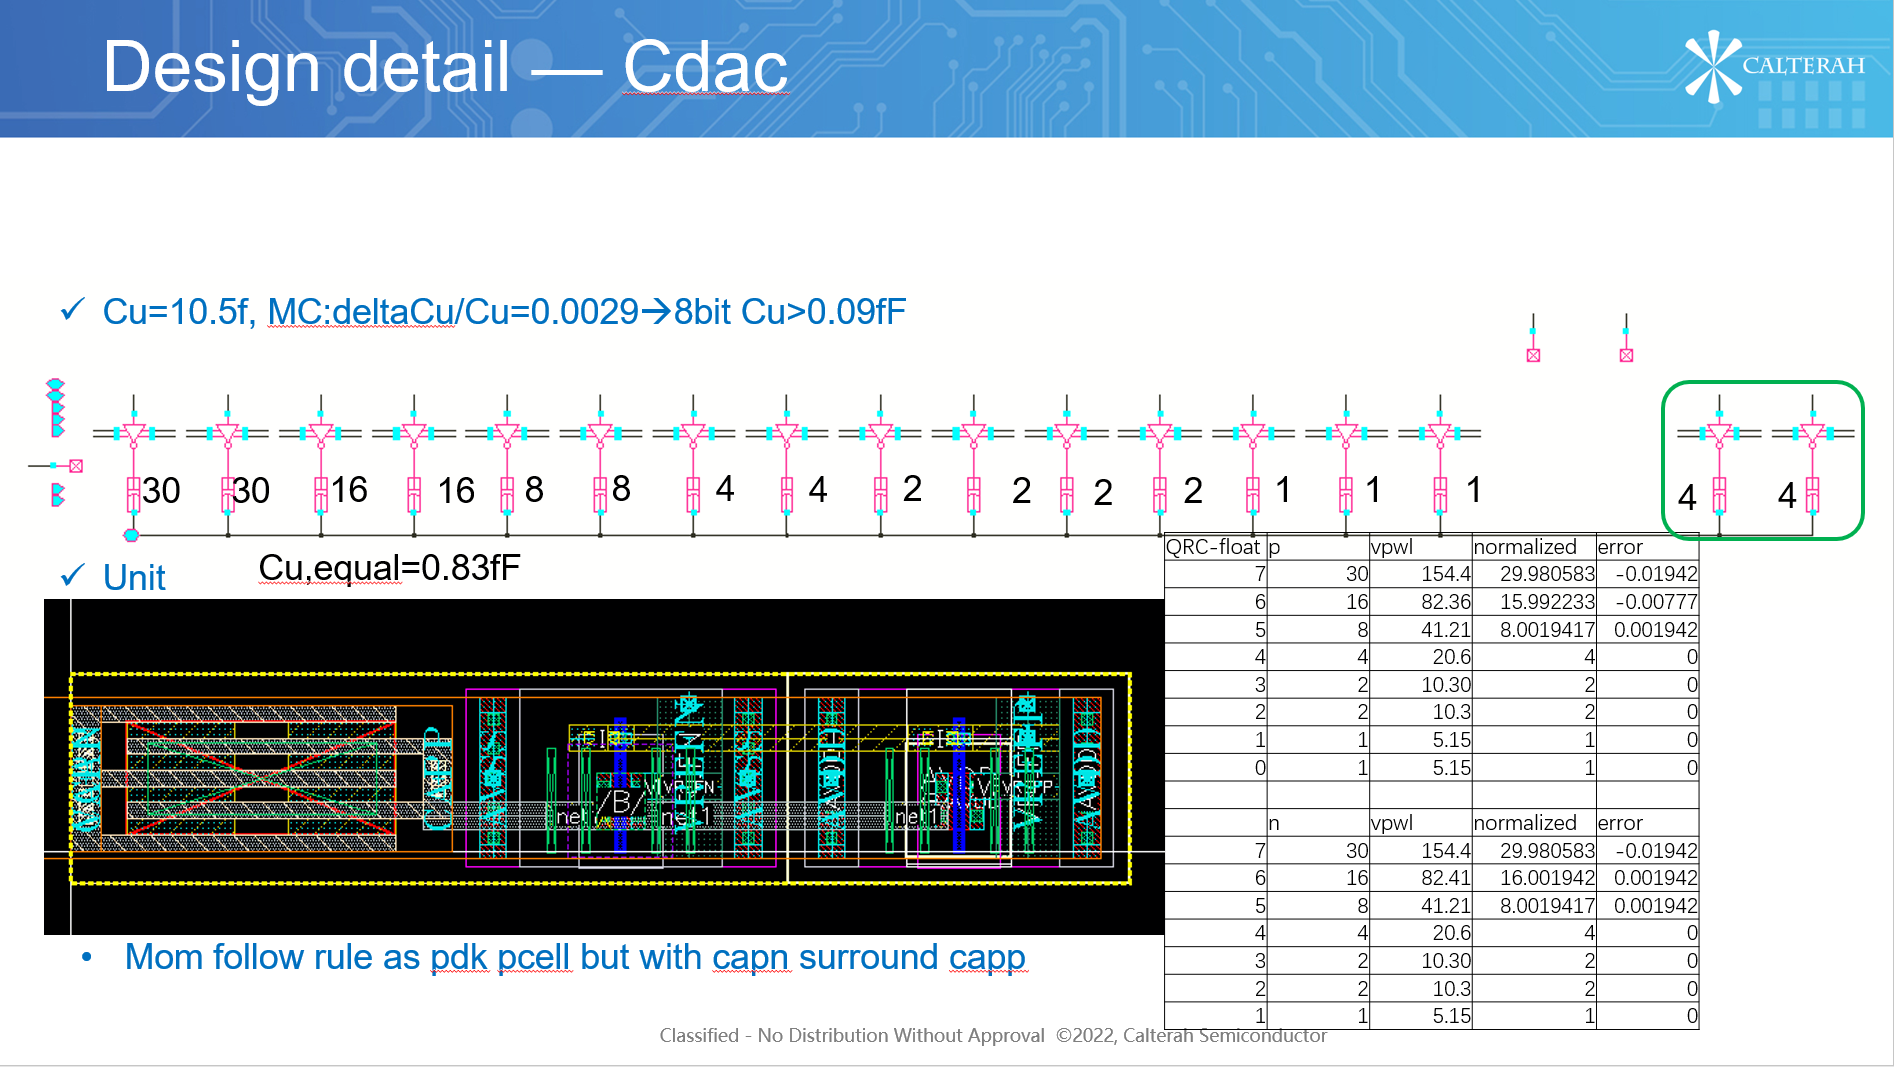 Design detail — Cdac
CALTERAH
✓ Cu=10.5f, MC:deltaCu/Cu=0.0029→8bit Cu>0.09fF
30 30 16 16 8 8 4 4 2 2 2 2 1 1 1 4 4
Cu,equal=0.83fF
✓ Unit
QRC-float p vpwl normalized error
7 30 154.4 29.980583 -0.01942
6 16 82.36 15.992233 -0.00777
5 8 41.21 8.0019417 0.001942
4 4 20.6 4 0
3 2 10.30 2 0
2 2 10.3 2 0
1 1 5.15 1 0
0 1 5.15 1 0
n vpwl normalized error
7 30 154.4 29.980583 -0.01942
6 16 82.41 16.001942 0.001942
5 8 41.21 8.0019417 0.001942
4 4 20.6 4 0
3 2 10.30 2 0
2 2 10.3 2 0
1 1 5.15 1 0
• Mom follow rule as pdk pcell but with capn surround capp
Classified - No Distribution Without Approval ©2022, Calterah Semiconductor